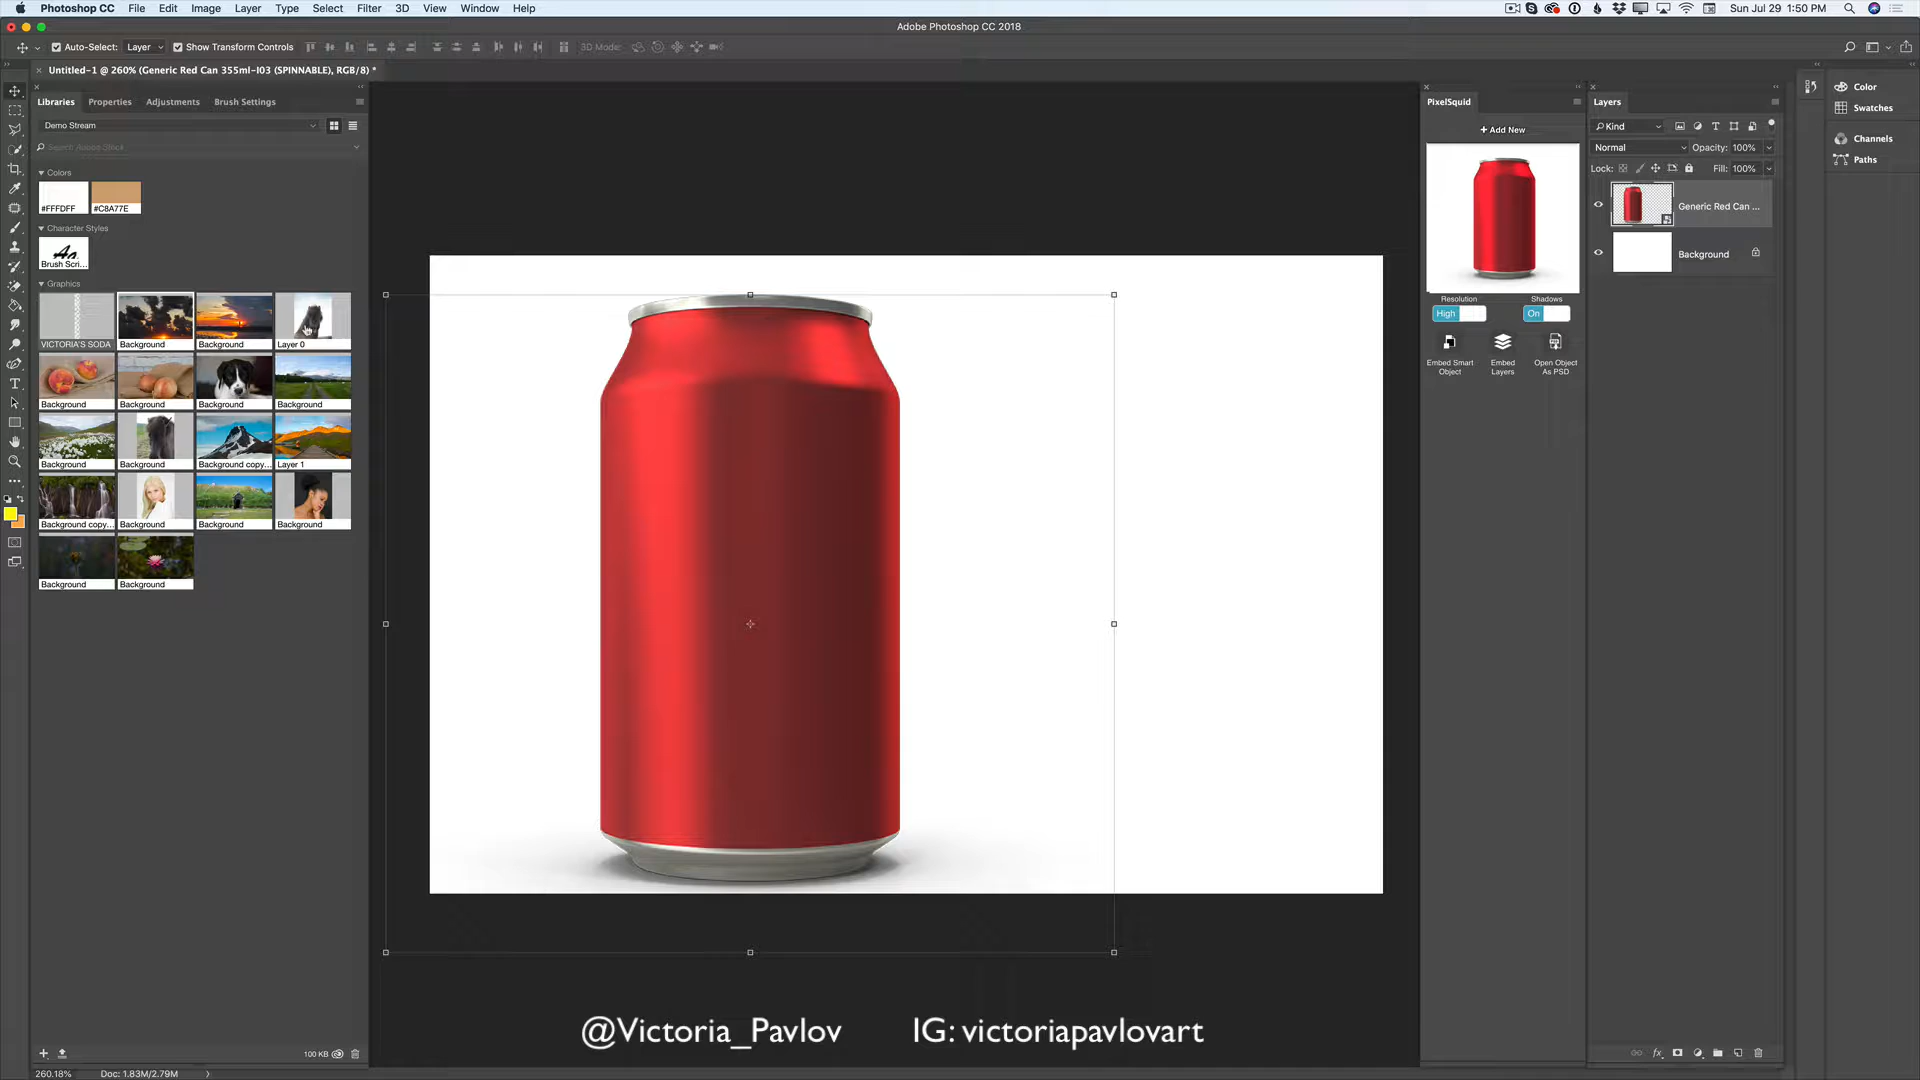 Photoshop CC File Edit Image Layer Type Select Filter 3D View Window Help Sun Jul 29 1:50 PM
Adobe Photoshop CC 2018
Auto-Select: Layer Show Transform Controls 3D Mode:
Untitled-1 @ 260% (Generic Red Can 355ml-I03 (SPINNABLE), RGB/8) *
Libraries Properties Adjustments Brush Settings
Demo Stream
Search Adobe Stock
Colors
#FFFDFF #C8A77E
Character Styles
Brush Scri...
Graphics
VICTORIA'S SODA Background Background Layer 0
Background Background Background Background
Background Background Background copy... Layer 1
Background copy... Background Background Background
Background Background
100 KB
260.18% Doc: 1.83M/2.79M
@Victoria_Pavlov IG: victoriapavlovart
PixelSquid
+ Add New
Resolution Shadows
High On
Embed Smart Object
Embed Layers
Open Object As PSD
Layers
Kind
Normal Opacity: 100%
Lock: Fill: 100%
Generic Red Can ...
Background
Color
Swatches
Channels
Paths